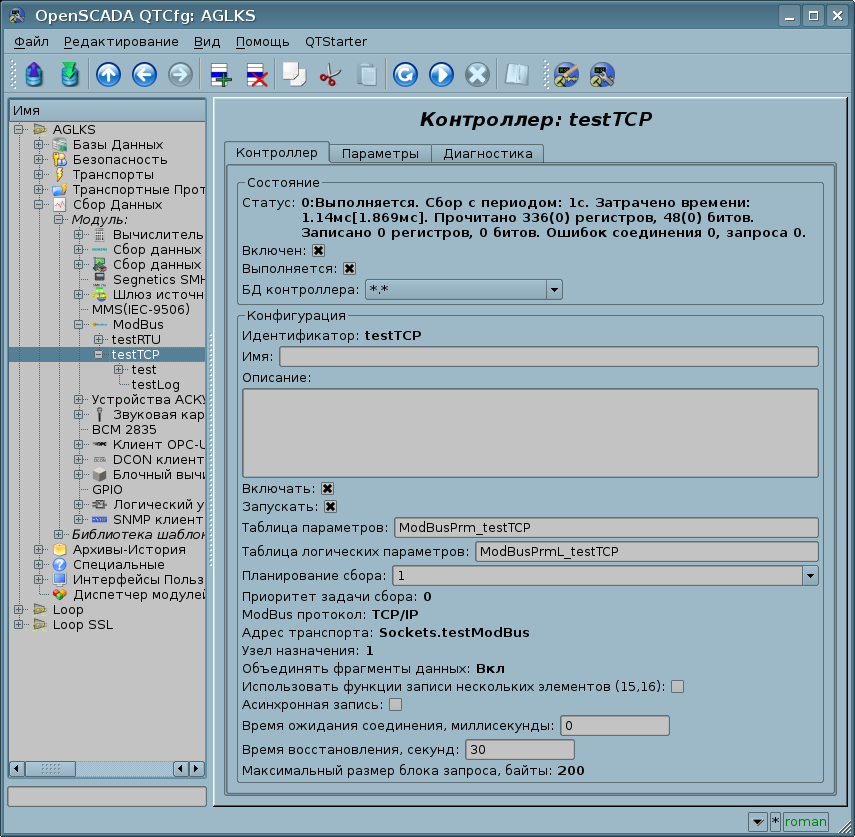 OpenSCADA QTCfg: AGLKS
Файл Редактирование Вид Помощь QTStarter
Имя
AGLKS
Базы Данных
Безопасность
Транспорты
Транспортные Прот
Сбор Данных
Модуль:
Вычислитель
Сбор данных
Сбор данных
Segnetics SMH
Шлюз источн
MMS(IEC-9506)
ModBus
testRTU
testTCP
test
testLog
Устройства АСКУ
Звуковая кар
BCM 2835
Клиент OPC-U
DCON клиент
Блочный вычи
GPIO
Логический у
SNMP клиент
Библиотека шаблон
Архивы-История
Специальные
Интерфейсы Польз
Диспетчер модулей
Loop
Loop SSL
Контроллер: testTCP
Контроллер Параметры Диагностика
Состояние
Статус: 0:Выполняется. Сбор с периодом: 1с. Затрачено времени:
1.14мс[1.869мс]. Прочитано 336(0) регистров, 48(0) битов.
Записано 0 регистров, 0 битов. Ошибок соединения 0, запроса 0.
Включен:
Выполняется:
БД контроллера: *.*
Конфигурация
Идентификатор: testTCP
Имя:
Описание:
Включать:
Запускать:
Таблица параметров: ModBusPrm_testTCP
Таблица логических параметров: ModBusPrmL_testTCP
Планирование сбора: 1
Приоритет задачи сбора: 0
ModBus протокол: TCP/IP
Адрес транспорта: Sockets.testModBus
Узел назначения: 1
Объединять фрагменты данных: Вкл
Использовать функции записи нескольких элементов (15,16):
Асинхронная запись:
Время ожидания соединения, миллисекунды: 0
Время восстановления, секунд: 30
Максимальный размер блока запроса, байты: 200
* roman